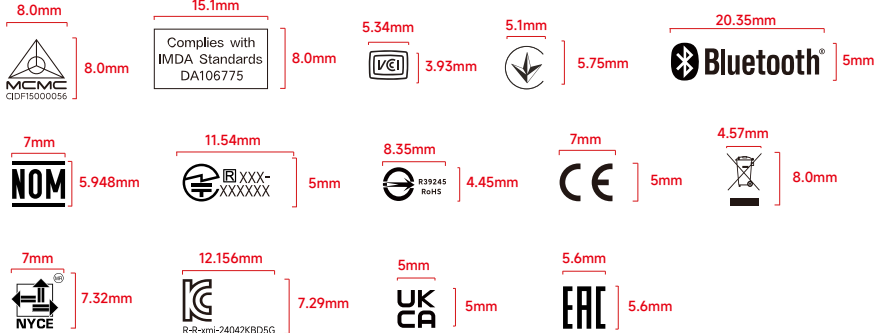 8.0mm
15.1mm
5.34mm
5.1mm
20.35mm
MCMC
CIDF15000056
8.0mm
Complies with
IMDA Standards
DA106775
8.0mm
VCCI
3.93mm
5.75mm
Bluetooth®
5mm
7mm
11.54mm
8.35mm
7mm
4.57mm
NOM
5.948mm
R XXX-
XXXXXX
5mm
R39245
RoHS
4.45mm
CE
5mm
8.0mm
7mm
12.156mm
5mm
5.6mm
NYCE
7.32mm
R-R-xmi-24042KBD5G
7.29mm
UK
CA
5mm
EAC
5.6mm